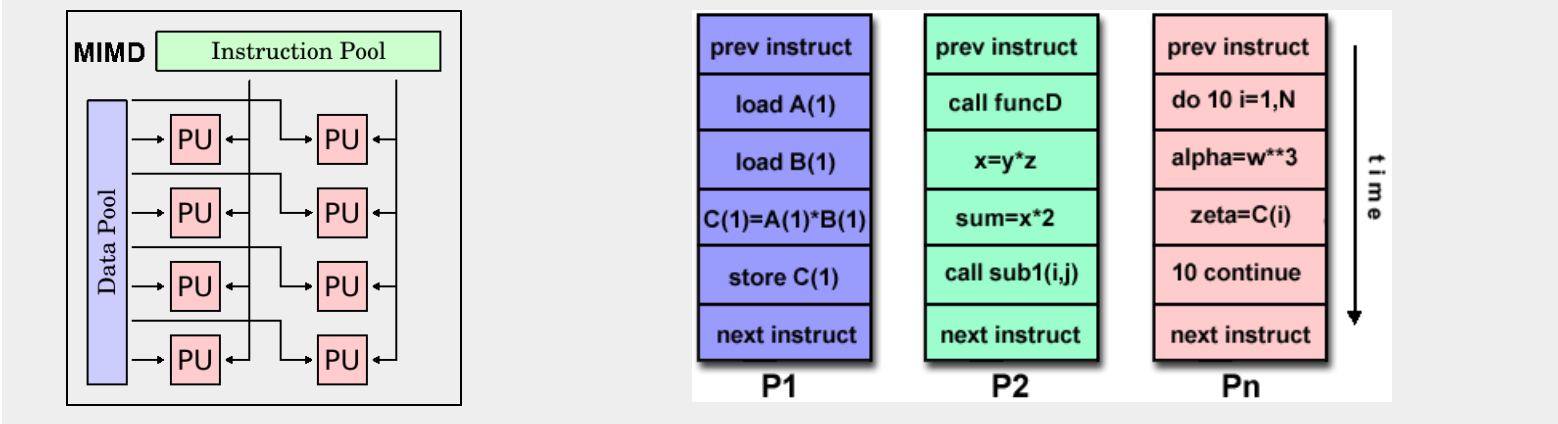 MIMD
Instruction Pool
Data Pool
PU
PU
PU
PU
PU
PU
PU
PU
prev instruct
load A(1)
load B(1)
C(1)=A(1)*B(1)
store C(1)
next instruct
P1
prev instruct
call funcD
x=y*z
sum=x*2
call sub1(i,j)
next instruct
P2
prev instruct
do 10 i=1,N
alpha=w**3
zeta=C(i)
10 continue
next instruct
Pn
time